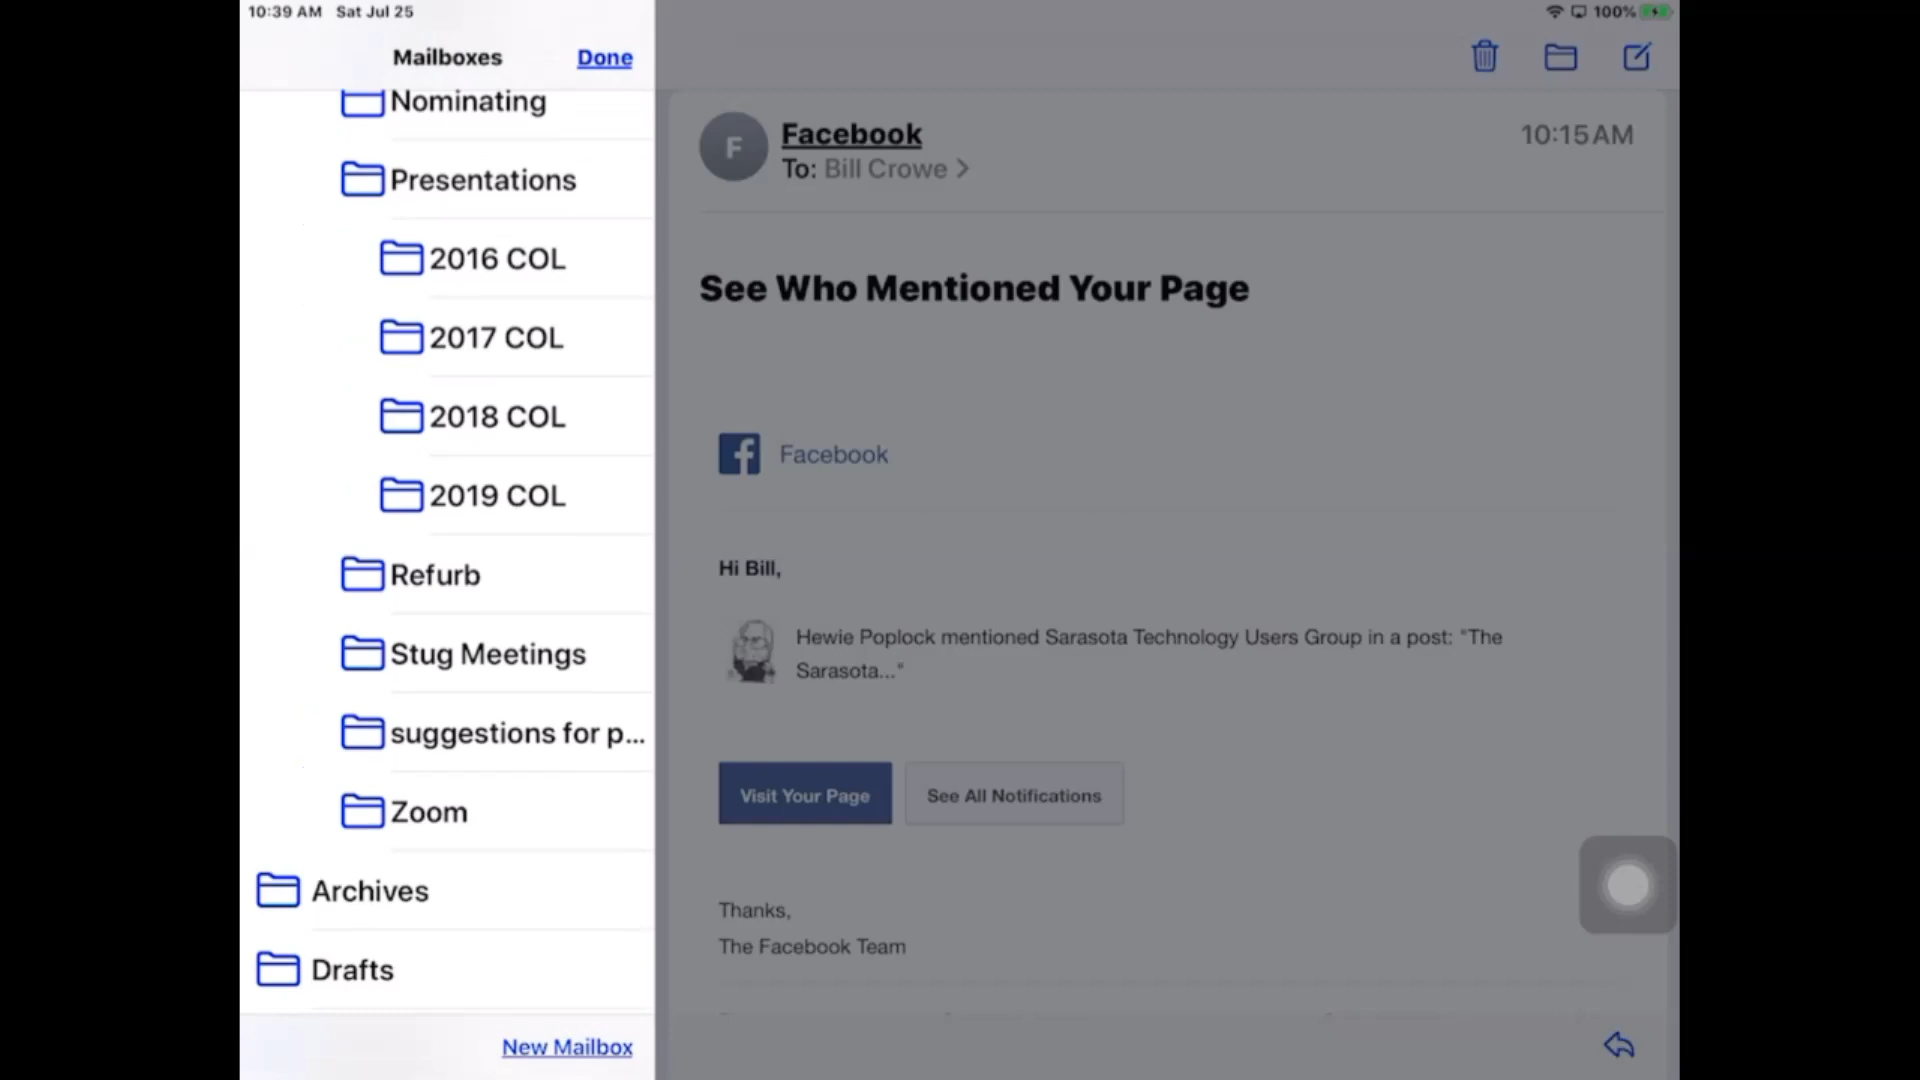 10:39 AM Sat Jul 25
100%
Mailboxes
Done
Nominating
Presentations
2016 COL
2017 COL
2018 COL
2019 COL
Refurb
Stug Meetings
suggestions for p...
Zoom
Archives
Drafts
New Mailbox
F
Facebook
10:15 AM
To: Bill Crowe >
See Who Mentioned Your Page
f
Facebook
Hi Bill,
Hewie Poplock mentioned Sarasota Technology Users Group in a post: "The
Sarasota..."
Visit Your Page
See All Notifications
Thanks,
The Facebook Team